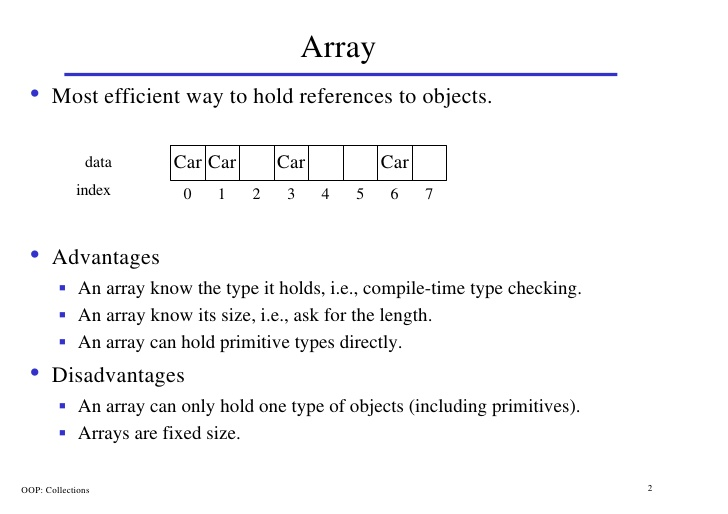 Array
• Most efficient way to hold references to objects.
data Car Car Car Car
index 0 1 2 3 4 5 6 7
• Advantages
▪ An array know the type it holds, i.e., compile-time type checking.
▪ An array know its size, i.e., ask for the length.
▪ An array can hold primitive types directly.
• Disadvantages
▪ An array can only hold one type of objects (including primitives).
▪ Arrays are fixed size.
OOP: Collections 2